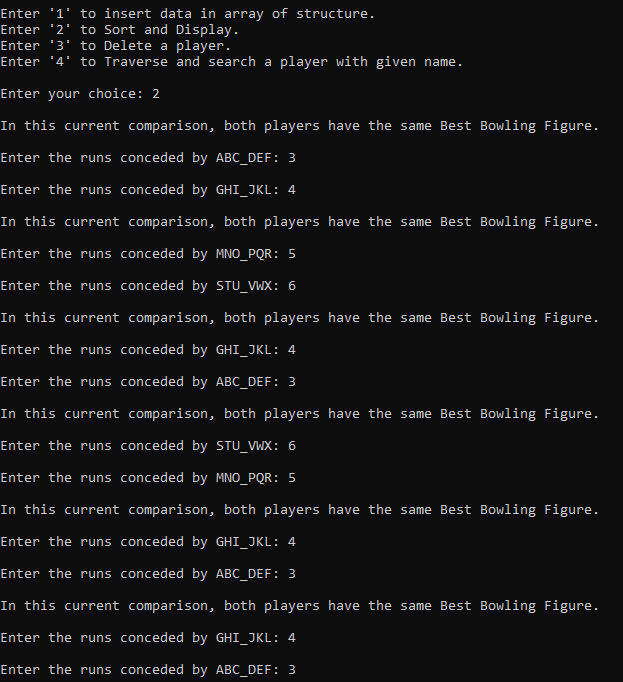 Enter '1' to insert data in array of structure.
Enter '2' to Sort and Display.
Enter '3' to Delete a player.
Enter '4' to Traverse and search a player with given name.
Enter your choice: 2
In this current comparison, both players have the same Best Bowling Figure.
Enter the runs conceded by ABC_DEF: 3
Enter the runs conceded by GHI_JKL: 4
In this current comparison, both players have the same Best Bowling Figure.
Enter the runs conceded by MNO_PQR: 5
Enter the runs conceded by STU_VWX: 6
In this current comparison, both players have the same Best Bowling Figure.
Enter the runs conceded by GHI_JKL: 4
Enter the runs conceded by ABC_DEF: 3
In this current comparison, both players have the same Best Bowling Figure.
Enter the runs conceded by STU_VWX: 6
Enter the runs conceded by MNO_PQR: 5
In this current comparison, both players have the same Best Bowling Figure.
Enter the runs conceded by GHI_JKL: 4
Enter the runs conceded by ABC_DEF: 3
In this current comparison, both players have the same Best Bowling Figure.
Enter the runs conceded by GHI_JKL: 4
Enter the runs conceded by ABC_DEF: 3